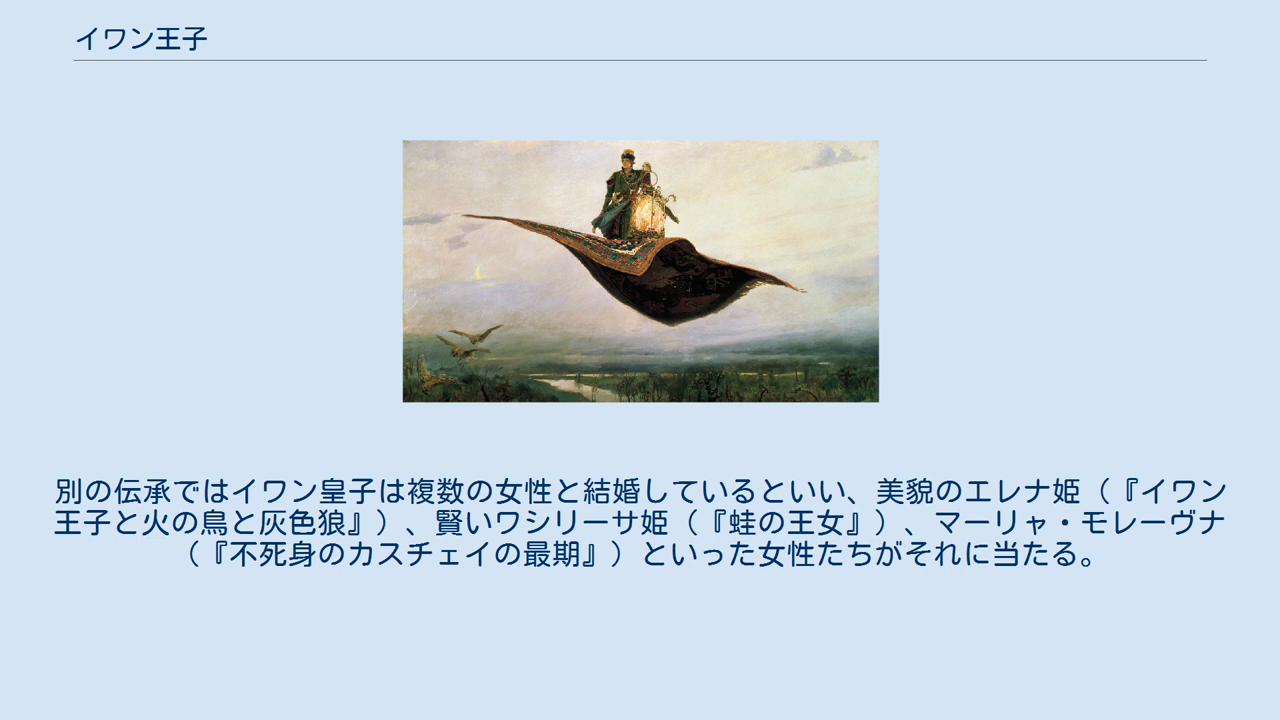 イワン王子
別の伝承ではイワン皇子は複数の女性と結婚しているといい、美貌のエレナ姫（『イワン
王子と火の鳥と灰色狼』）、賢いワシリーサ姫（『蛙の王女』）、マーリャ・モレーヴナ
（『不死身のカスチェイの最期』）といった女性たちがそれに当たる。